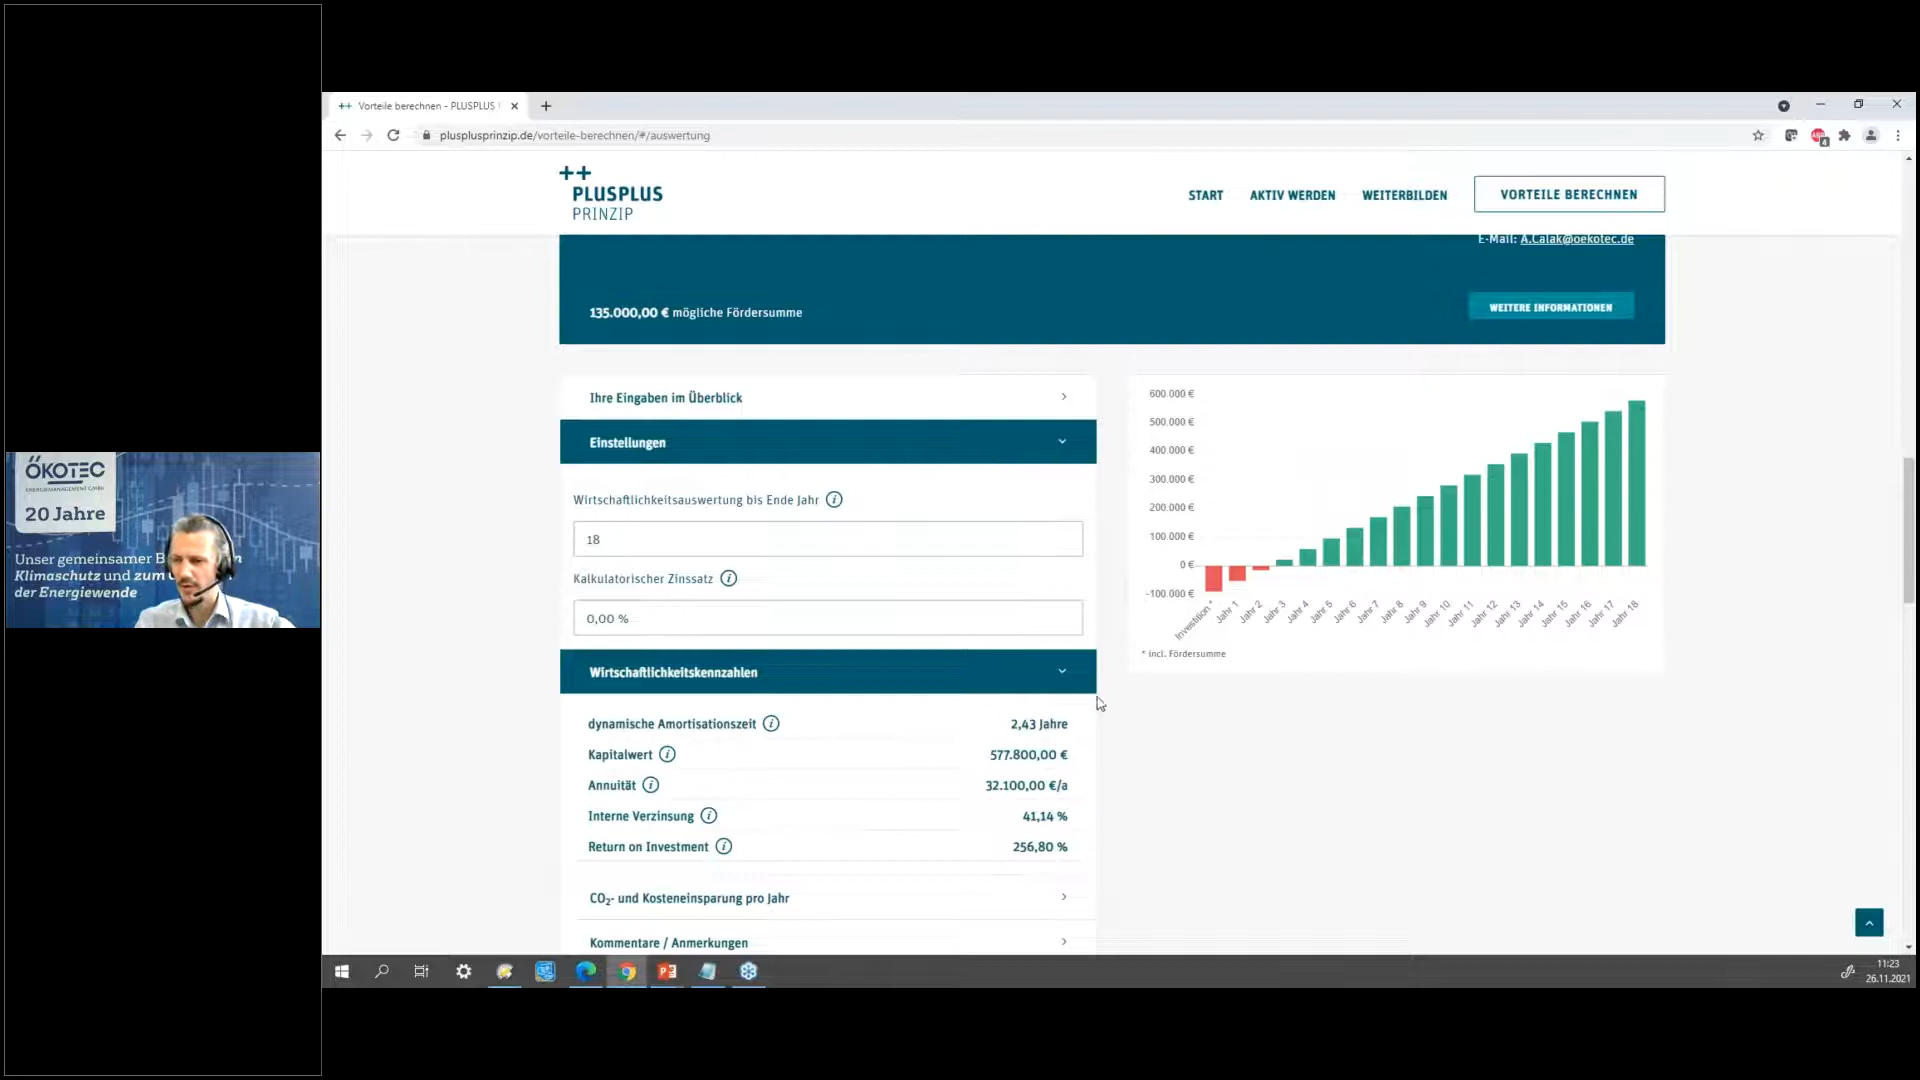 Vorteile berechnen - PLUSPLUS
plusplusprinzip.de/vorteile-berechnen/#/auswertung
++
PLUSPLUS
PRINZIP
START
AKTIV WERDEN
WEITERBILDEN
VORTEILE BERECHNEN
E-Mail: A.Calak@oekotec.de
135.000,00 € mögliche Fördersumme
WEITERE INFORMATIONEN
Ihre Eingaben im Überblick
Einstellungen
Wirtschaftlichkeitsauswertung bis Ende Jahr
18
Kalkulatorischer Zinssatz
0,00 %
Wirtschaftlichkeitskennzahlen
dynamische Amortisationszeit 2,43 Jahre
Kapitalwert 577.800,00 €
Annuität 32.100,00 €/a
Interne Verzinsung 41,14 %
Return on Investment 256,80 %
CO₂- und Kosteneinsparung pro Jahr
Kommentare / Anmerkungen
600.000 €
500.000 €
400.000 €
300.000 €
200.000 €
100.000 €
0 €
-100.000 €
Investition *
Jahr 1
Jahr 2
Jahr 3
Jahr 4
Jahr 5
Jahr 6
Jahr 7
Jahr 8
Jahr 9
Jahr 10
Jahr 11
Jahr 12
Jahr 13
Jahr 14
Jahr 15
Jahr 16
Jahr 17
Jahr 18
* incl. Fördersumme
ÖKOTEC
ENERGIEMANAGEMENT GMBH
20 Jahre
Unser gemeinsamer
Klimaschutz und zum
der Energiewende
11:23
26.11.2021